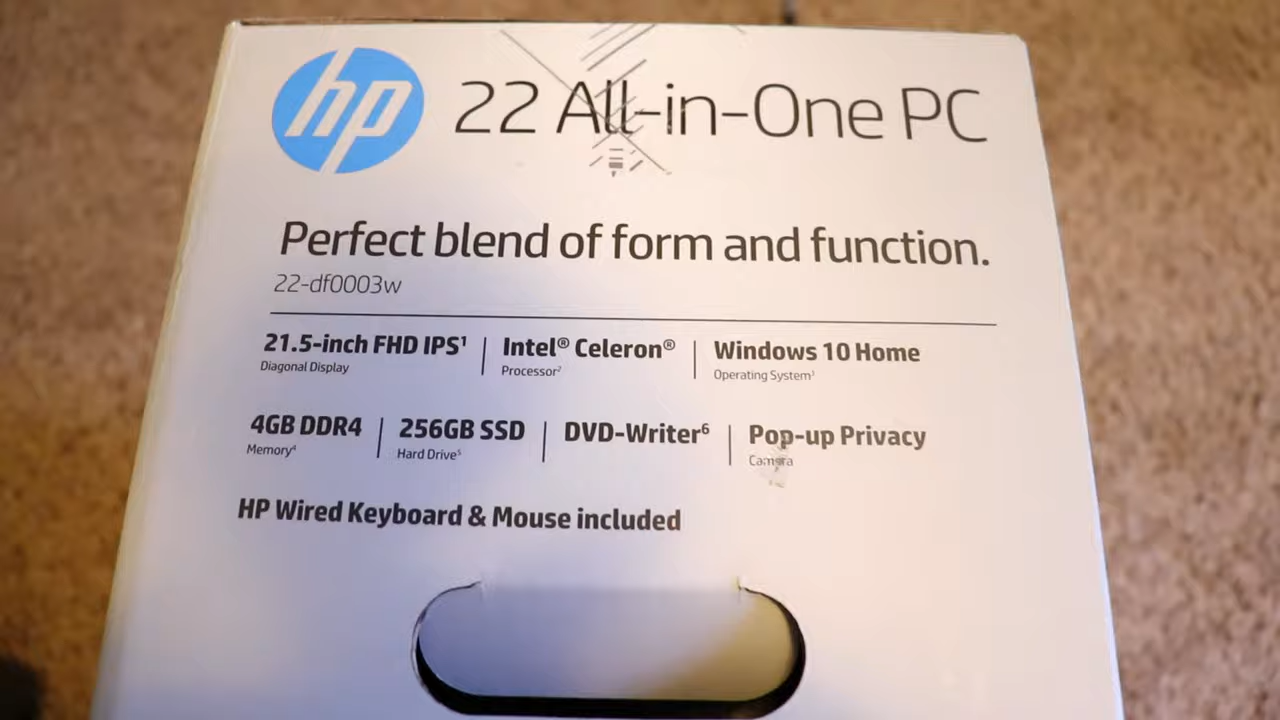 hp 22 All-in-One PC
Perfect blend of form and function.
22-df0003w
21.5-inch FHD IPS¹ | Intel® Celeron® | Windows 10 Home
Diagonal Display Processor² Operating System³
4GB DDR4 | 256GB SSD | DVD-Writer⁶ | Pop-up Privacy
Memory⁴ Hard Drive⁵ Camera
HP Wired Keyboard & Mouse included